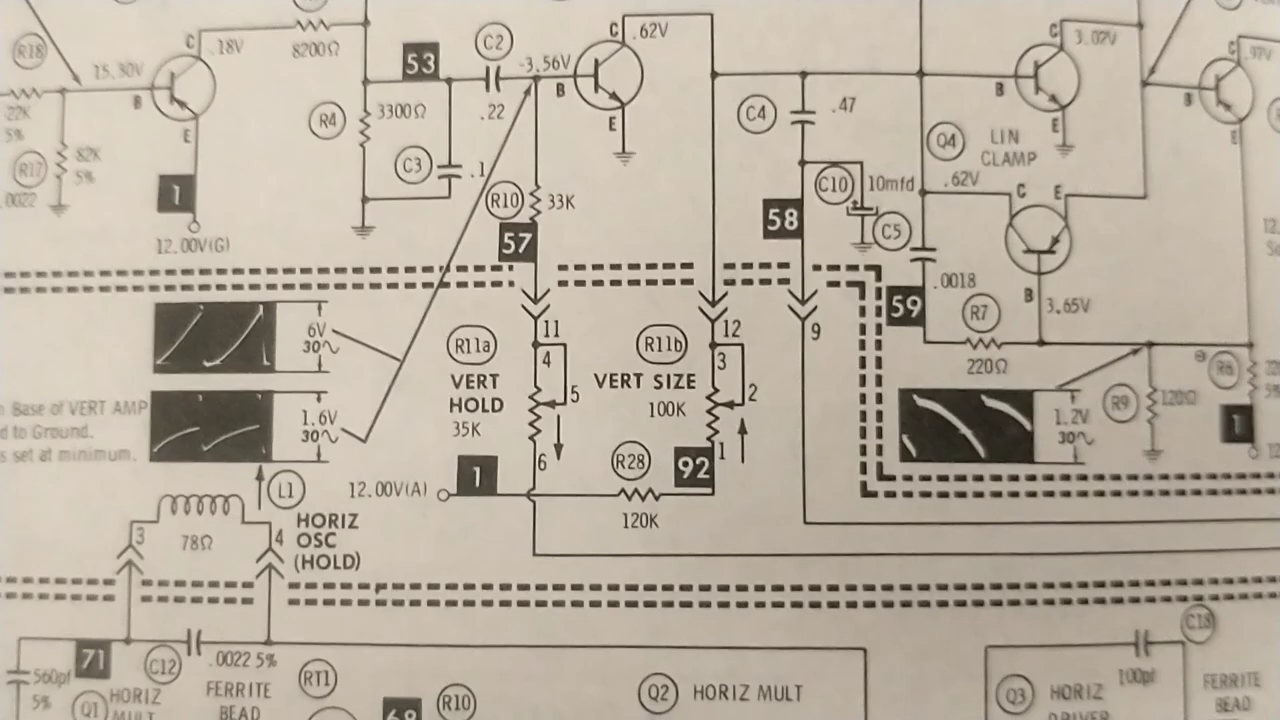 R18
15.30V
C
.18V
B
E
22K
5%
82K
5%
R17
.0022
1
12.00V(G)
8200Ω
53
C2
-3.56V
.22
R4
3300Ω
C3
.1
C
.62V
B
E
R10
33K
57
C4
.47
C10
10mfd
58
C5
.0018
59
C
3.02V
B
E
Q4
LIN
CLAMP
.62V
C
E
B
3.65V
R7
220Ω
C
.97V
B
E
6V
30∿
1.6V
30∿
Base of VERT AMP
d to Ground.
s set at minimum.
R11a
11
4
VERT
HOLD
5
35K
6
R11b
12
3
VERT SIZE
2
100K
1
9
12.00V(A)
1
R28
92
120K
1.2V
30∿
R9
120Ω
R8
1
L1
3
78Ω
4
HORIZ
OSC
(HOLD)
71
C12
.0022 5%
560pf
5%
Q1
HORIZ
MULT
FERRITE
BEAD
RT1
68
R10
Q2
HORIZ MULT
Q3
HORIZ
DRIVER
100pf
C18
FERRITE
BEAD